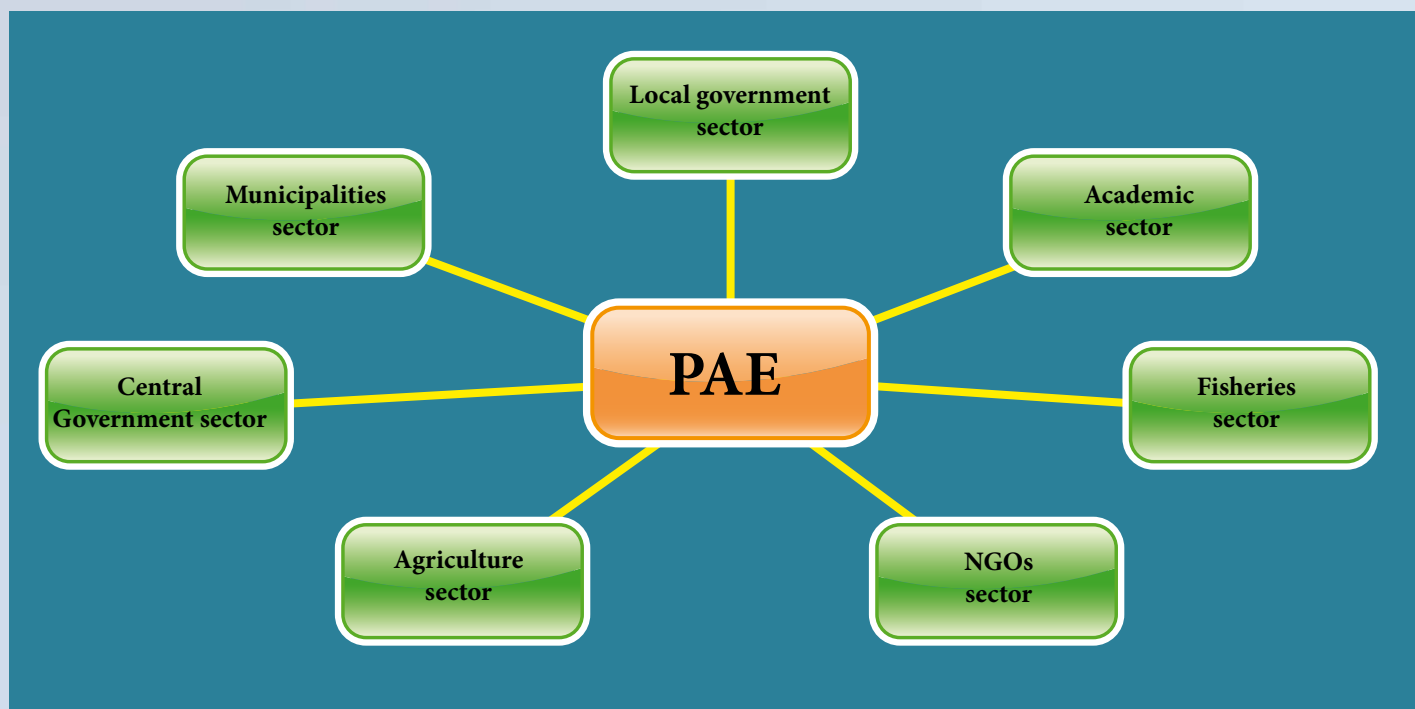 Local government
sector
Municipalities
sector
Academic
sector
PAE
Central
Government sector
Fisheries
sector
Agriculture
sector
NGOs
sector